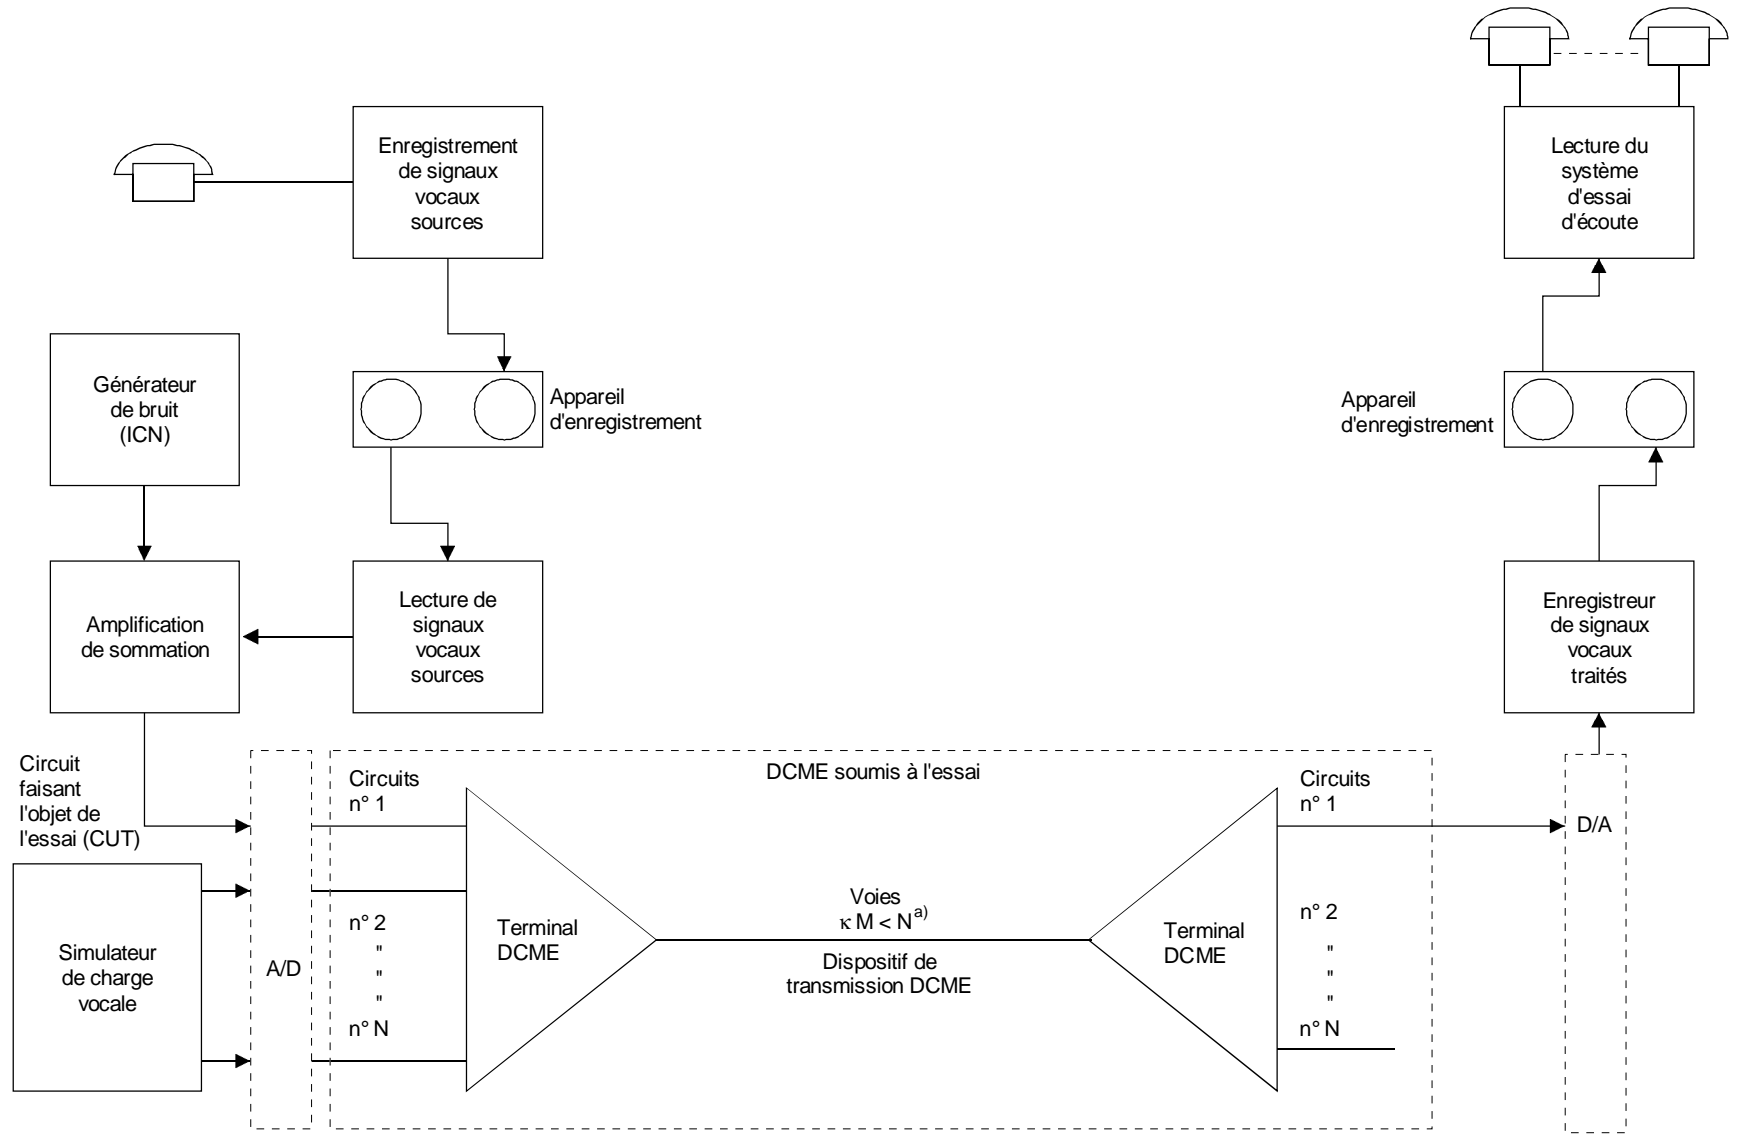 Enregistrement
de signaux
vocaux
sources
Lecture du
système
d'essai
d'écoute
Générateur
de bruit
(ICN)
Appareil
d'enregistrement
Appareil
d'enregistrement
Amplification
de sommation
Lecture de
signaux
vocaux
sources
Enregistreur
de signaux
vocaux
traités
Circuit
faisant
l'objet de
l'essai (CUT)
DCME soumis à l'essai
Circuits
n° 1
Circuits
n° 1
D/A
Simulateur
de charge
vocale
A/D
n° 2
"
"
"
n° N
Terminal
DCME
Voies
κ M < Nᵃ⁾
Dispositif de
transmission DCME
Terminal
DCME
n° 2
"
"
"
n° N